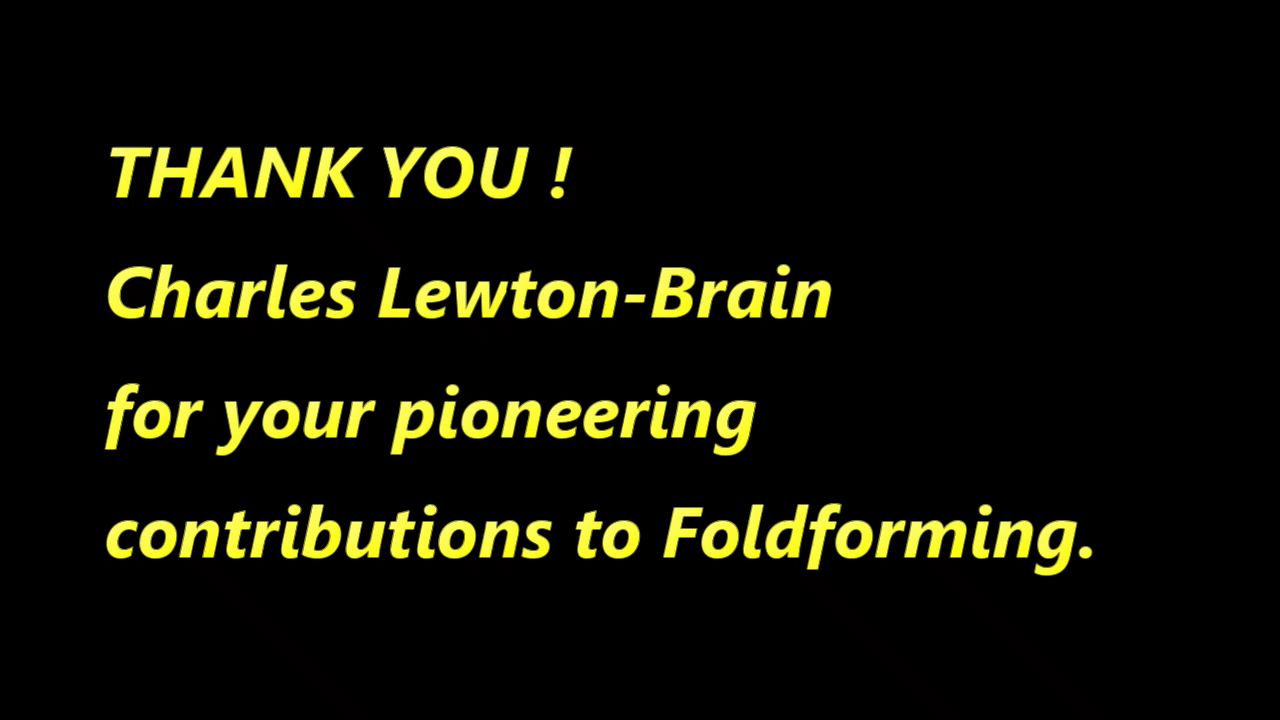 THANK YOU !
Charles Lewton-Brain
for your pioneering
contributions to Foldforming.